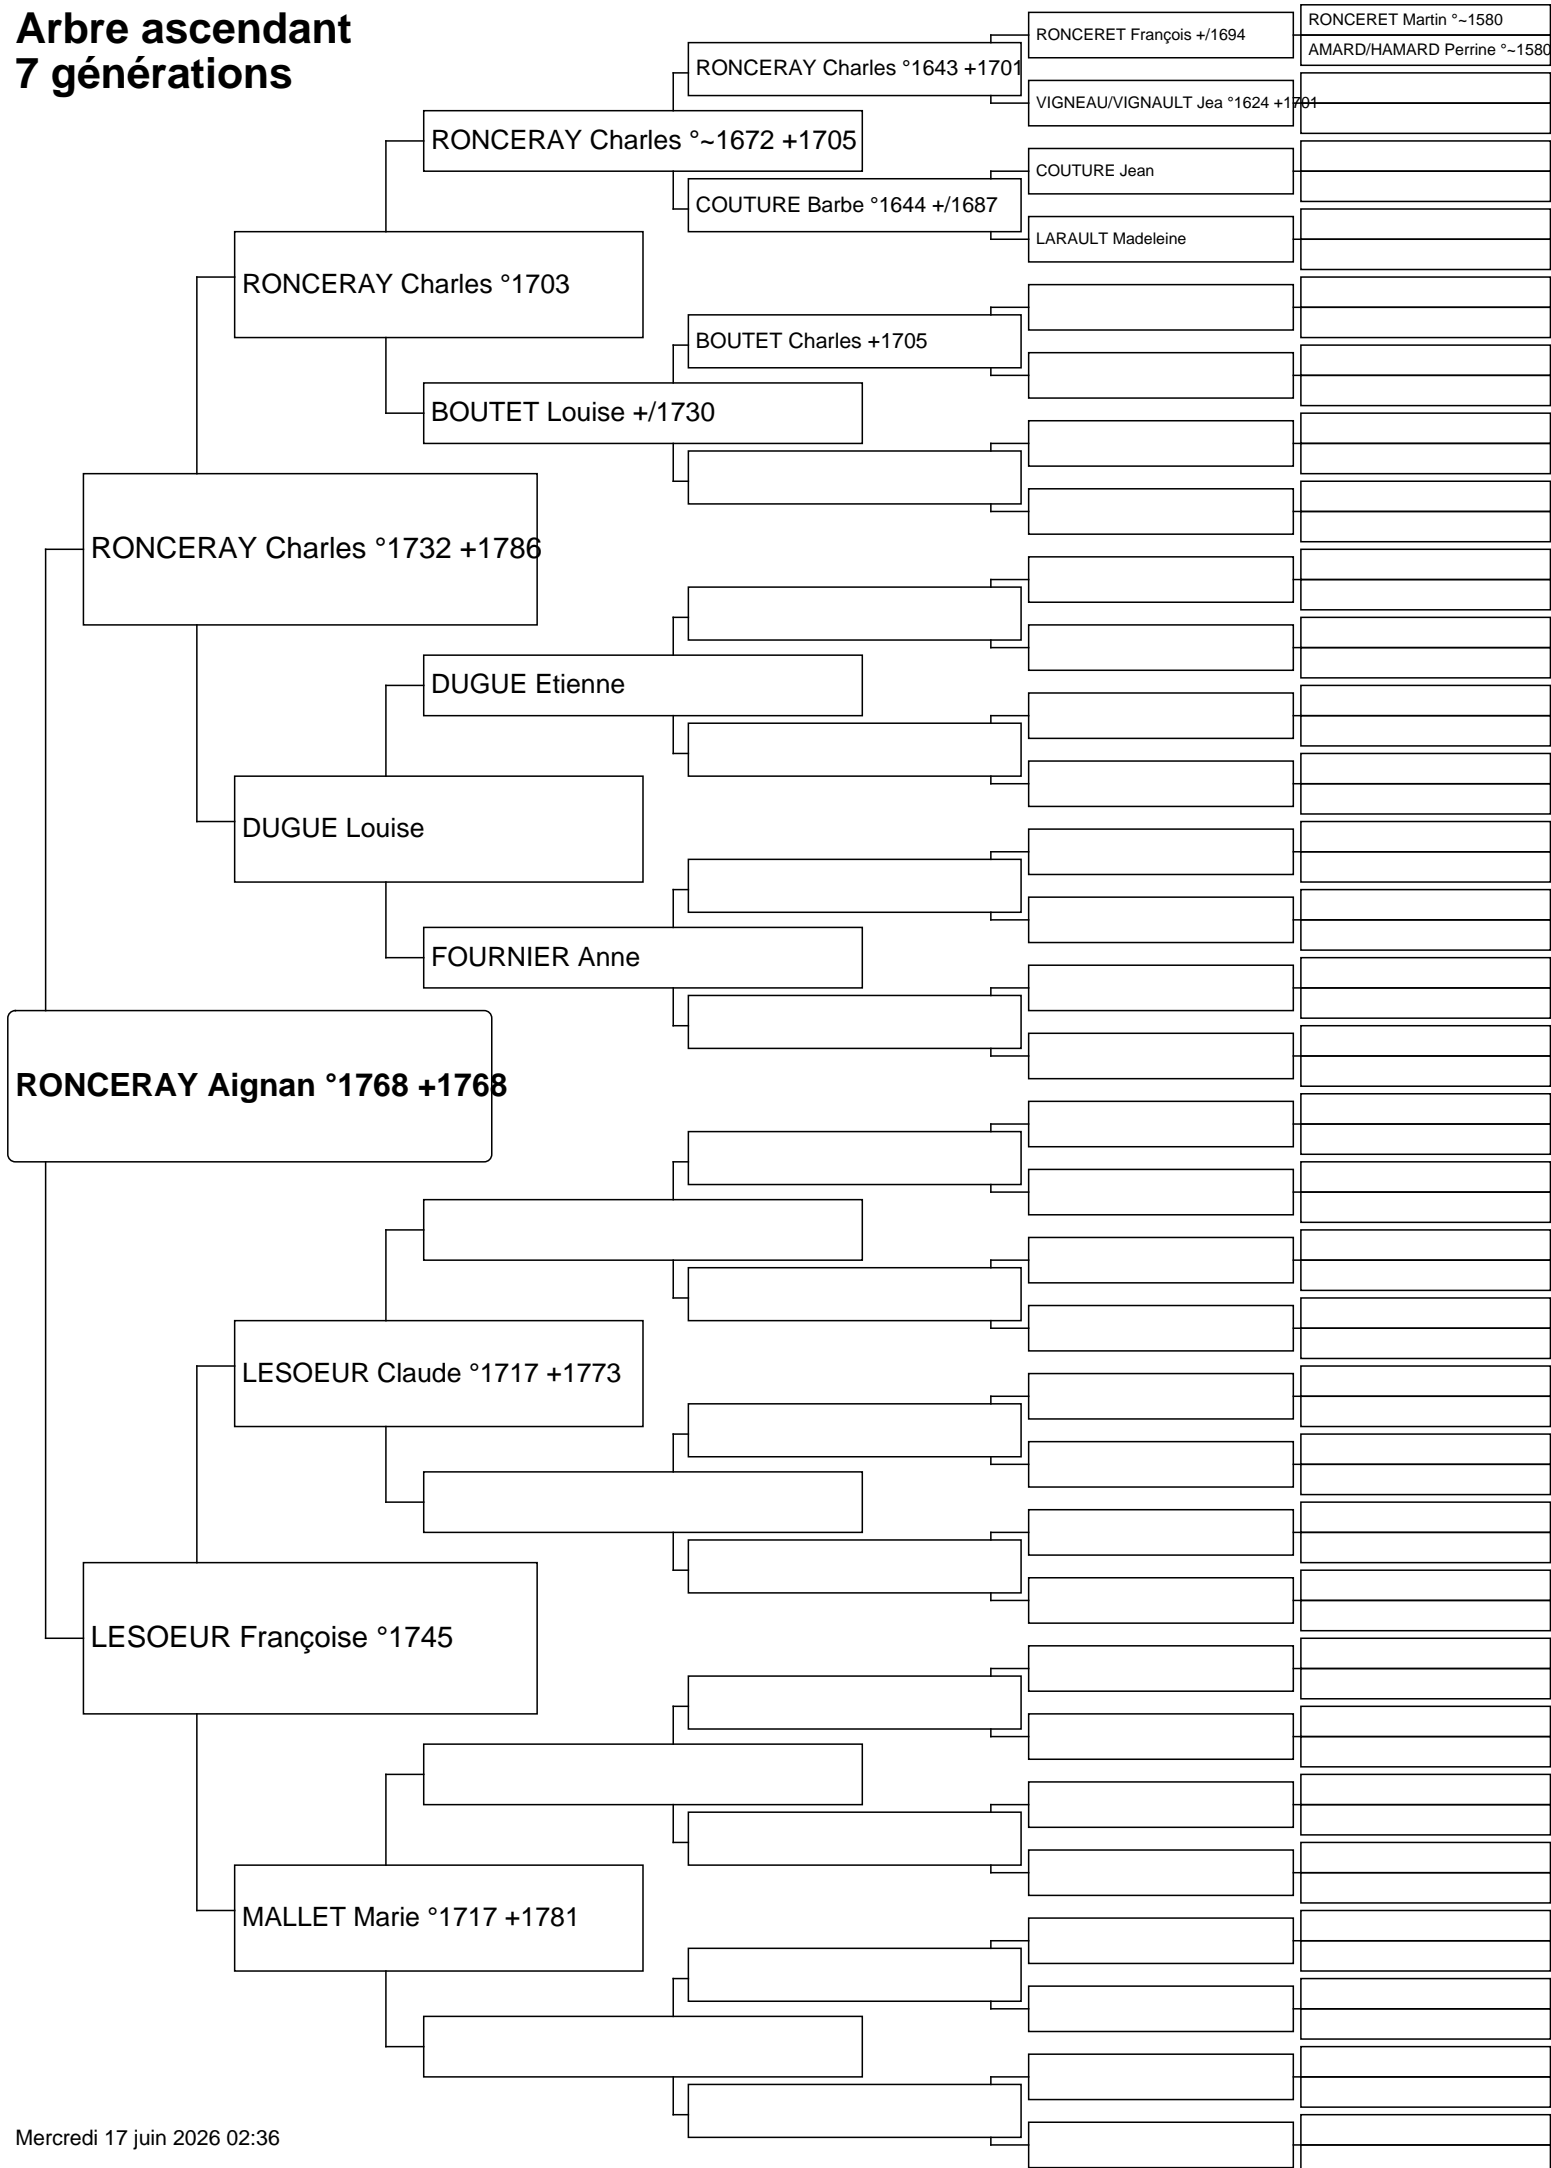 Arbre ascendant
7 générations
RONCERET Martin °~1580
RONCERET François +/1694
AMARD/HAMARD Perrine °~1580
RONCERAY Charles °1643 +1701
VIGNEAU/VIGNAULT Jea °1624 +1701
RONCERAY Charles °~1672 +1705
COUTURE Jean
COUTURE Barbe °1644 +/1687
LARAULT Madeleine
RONCERAY Charles °1703
BOUTET Charles +1705
BOUTET Louise +/1730
RONCERAY Charles °1732 +1786
DUGUE Etienne
DUGUE Louise
FOURNIER Anne
RONCERAY Aignan °1768 +1768
LESOEUR Claude °1717 +1773
LESOEUR Françoise °1745
MALLET Marie °1717 +1781
Mercredi 17 juin 2026 02:36